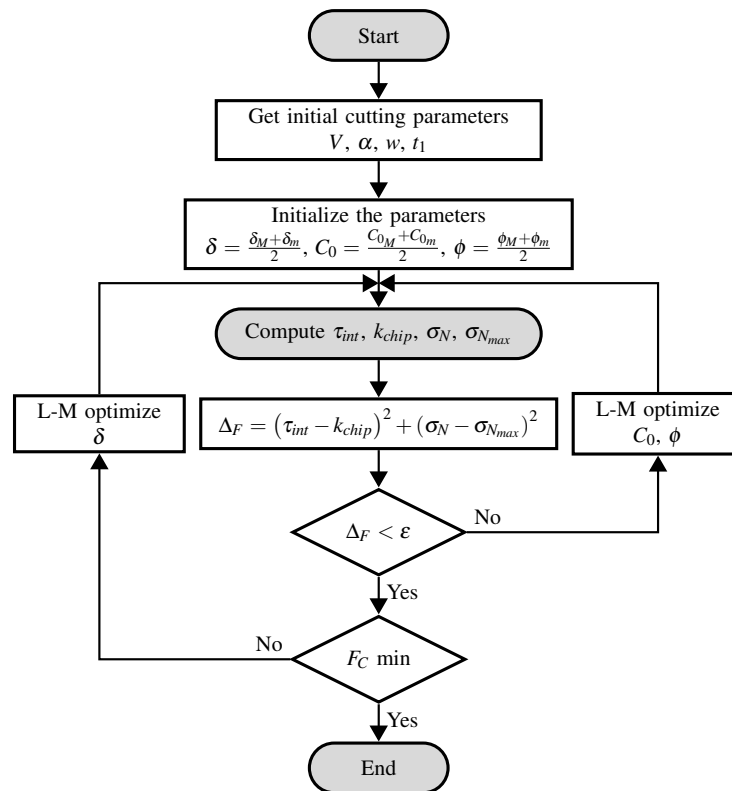 Start
Get initial cutting parameters
V, α, w, t₁
Initialize the parameters
δ = (δ_M+δ_m)/2, C₀ = (C₀_M+C₀_m)/2, ϕ = (ϕ_M+ϕ_m)/2
Compute τ_int, k_chip, σ_N, σ_N_max
L-M optimize
δ
Δ_F = (τ_int − k_chip)² + (σ_N − σ_N_max)²
L-M optimize
C₀, ϕ
Δ_F < ε
No
Yes
No
F_C min
Yes
End